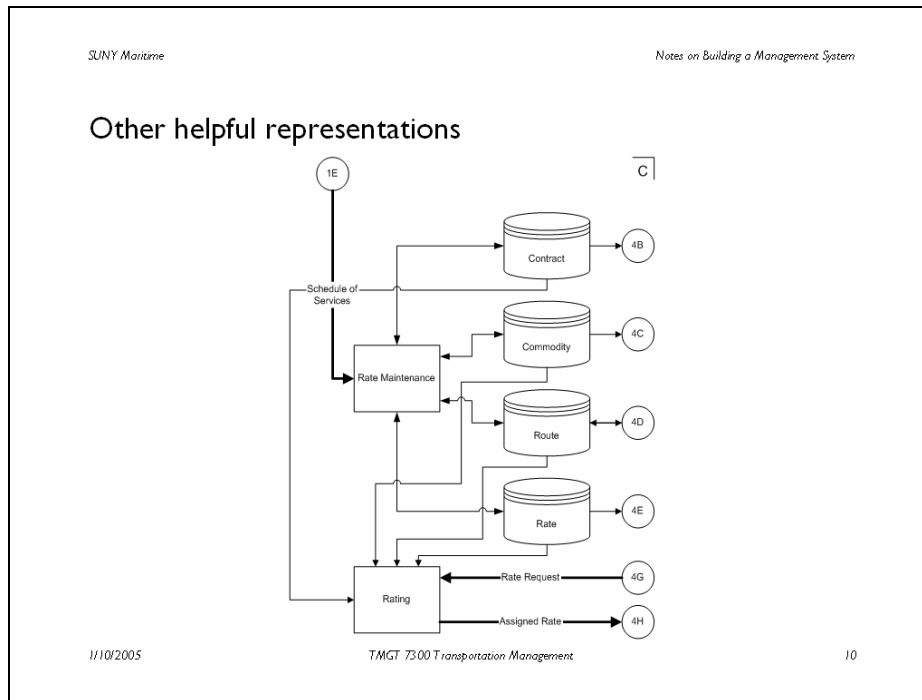 SUNY Maritime
Notes on Building a Management System
Other helpful representations
1E
C
Contract
4B
Schedule of
Services
Commodity
4C
Rate Maintenance
Route
4D
Rate
4E
Rate Request
4G
Rating
Assigned Rate
4H
1/10/2005
TMGT 7300 Transportation Management
10